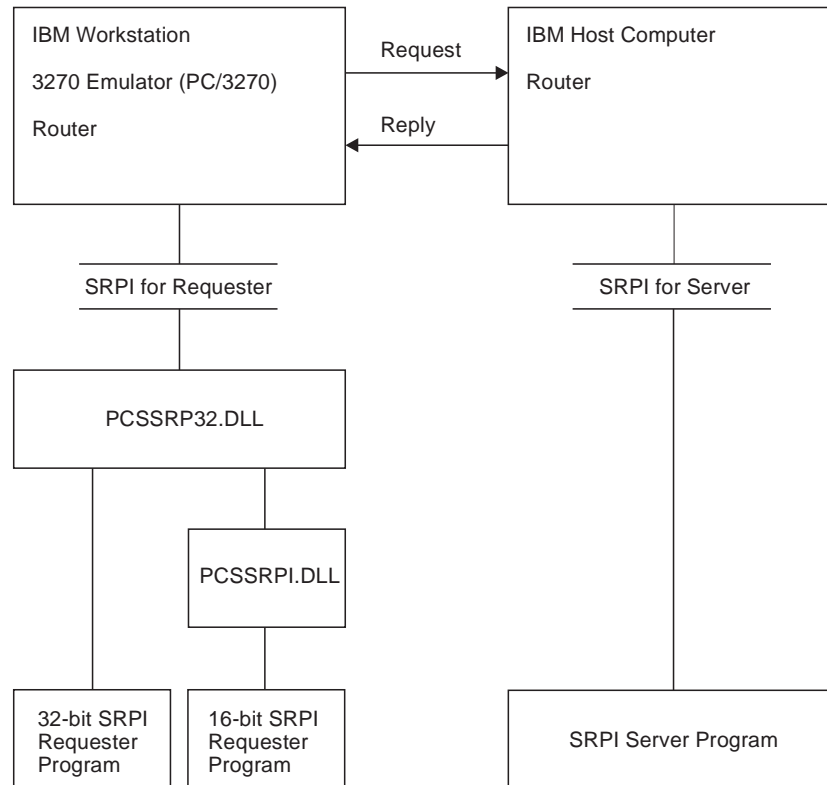 IBM Workstation
3270 Emulator (PC/3270)
Router
Request
Reply
IBM Host Computer
Router
SRPI for Requester
SRPI for Server
PCSSRP32.DLL
PCSSRPI.DLL
32-bit SRPI
Requester
Program
16-bit SRPI
Requester
Program
SRPI Server Program